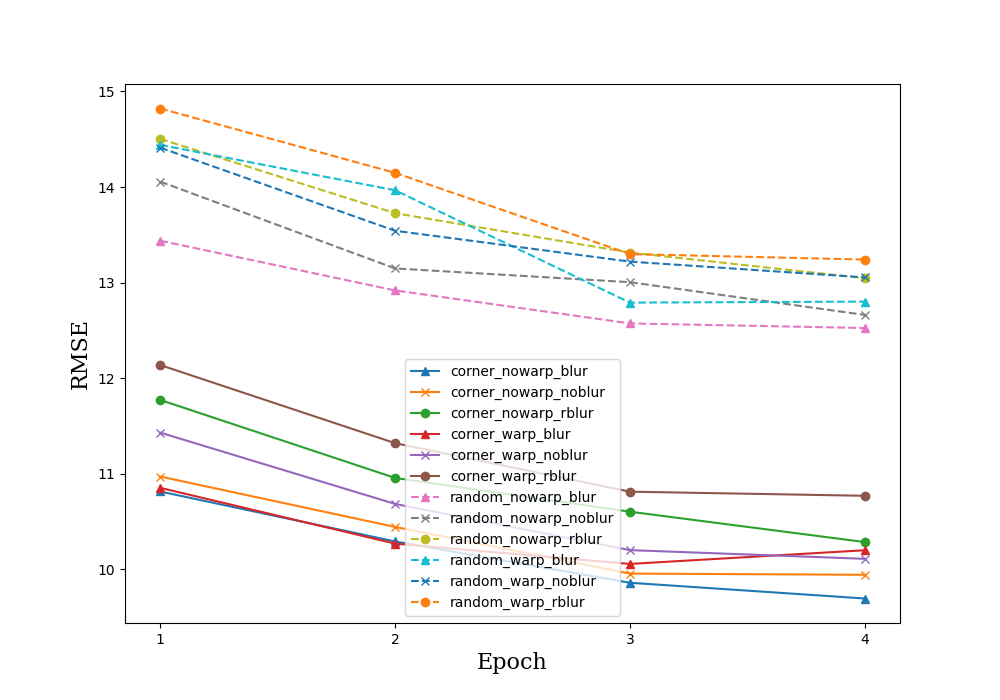 15
14
13
12
11
10
RMSE
corner_nowarp_blur
corner_nowarp_noblur
corner_nowarp_rblur
corner_warp_blur
corner_warp_noblur
corner_warp_rblur
random_nowarp_blur
random_nowarp_noblur
random_nowarp_rblur
random_warp_blur
random_warp_noblur
random_warp_rblur
1 2 3 4
Epoch